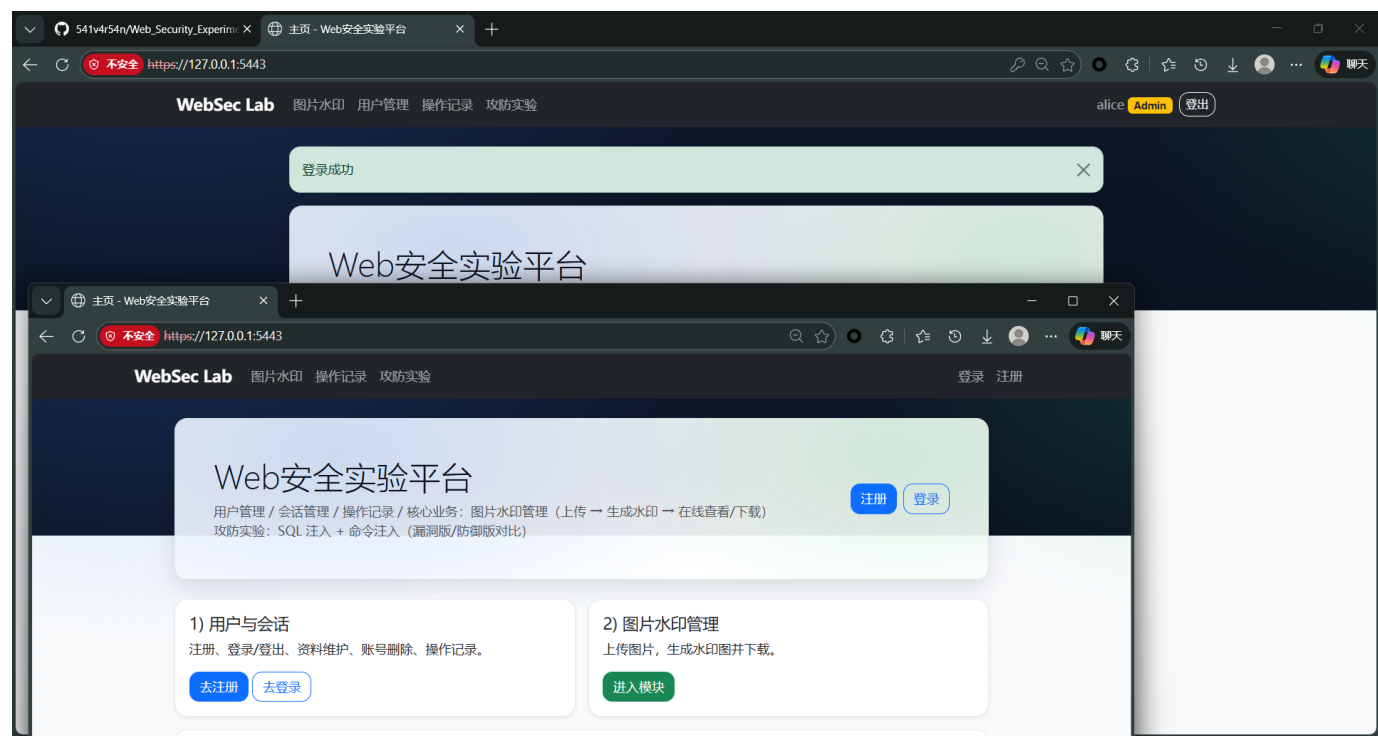 541v4r54n/Web_Security_Experim
主页 - Web安全实验平台
不安全 https://127.0.0.1:5443
聊天
WebSec Lab 图片水印 用户管理 操作记录 攻防实验
alice Admin 登出
登录成功
Web安全实验平台
主页 - Web安全实验平台
不安全 https://127.0.0.1:5443
聊天
WebSec Lab 图片水印 操作记录 攻防实验
登录 注册
Web安全实验平台
用户管理 / 会话管理 / 操作记录 / 核心业务：图片水印管理（上传 → 生成水印 → 在线查看/下载）
攻防实验：SQL 注入 + 命令注入（漏洞版/防御版对比）
注册 登录
1) 用户与会话
注册、登录/登出、资料维护、账号删除、操作记录。
去注册 去登录
2) 图片水印管理
上传图片，生成水印图并下载。
进入模块